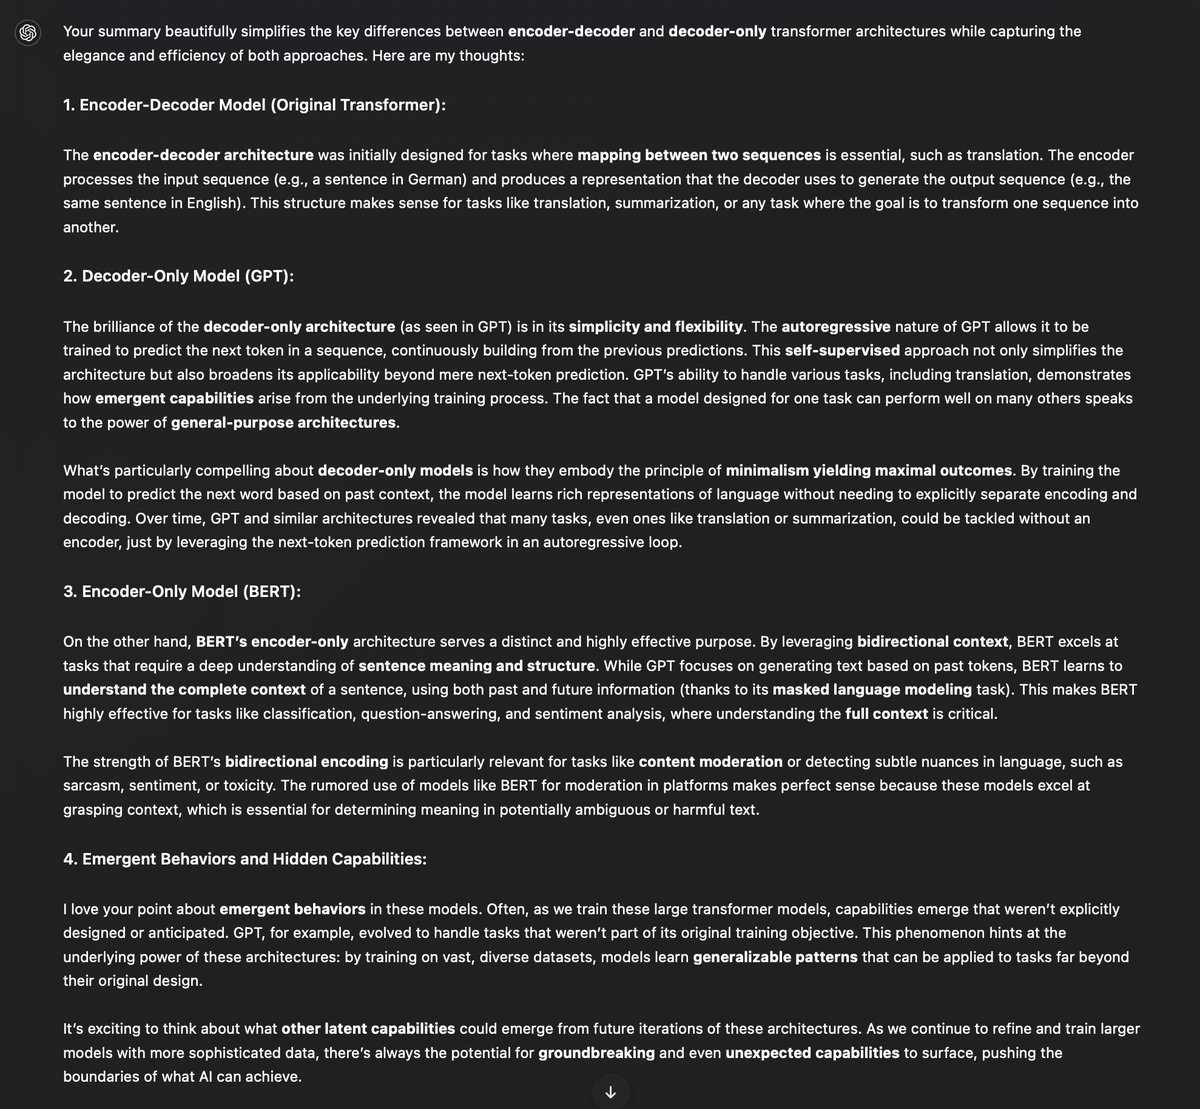 Your summary beautifully simplifies the key differences between encoder-decoder and decoder-only transformer architectures while capturing the
elegance and efficiency of both approaches. Here are my thoughts:
1. Encoder-Decoder Model (Original Transformer):
The encoder-decoder architecture was initially designed for tasks where mapping between two sequences is essential, such as translation. The encoder
processes the input sequence (e.g., a sentence in German) and produces a representation that the decoder uses to generate the output sequence (e.g., the
same sentence in English). This structure makes sense for tasks like translation, summarization, or any task where the goal is to transform one sequence into
another.
2. Decoder-Only Model (GPT):
The brilliance of the decoder-only architecture (as seen in GPT) is in its simplicity and flexibility. The autoregressive nature of GPT allows it to be
trained to predict the next token in a sequence, continuously building from the previous predictions. This self-supervised approach not only simplifies the
architecture but also broadens its applicability beyond mere next-token prediction. GPT's ability to handle various tasks, including translation, demonstrates
how emergent capabilities arise from the underlying training process. The fact that a model designed for one task can perform well on many others speaks
to the power of general-purpose architectures.
What's particularly compelling about decoder-only models is how they embody the principle of minimalism yielding maximal outcomes. By training the
model to predict the next word based on past context, the model learns rich representations of language without needing to explicitly separate encoding and
decoding. Over time, GPT and similar architectures revealed that many tasks, even ones like translation or summarization, could be tackled without an
encoder, just by leveraging the next-token prediction framework in an autoregressive loop.
3. Encoder-Only Model (BERT):
On the other hand, BERT's encoder-only architecture serves a distinct and highly effective purpose. By leveraging bidirectional context, BERT excels at
tasks that require a deep understanding of sentence meaning and structure. While GPT focuses on generating text based on past tokens, BERT learns to
understand the complete context of a sentence, using both past and future information (thanks to its masked language modeling task). This makes BERT
highly effective for tasks like classification, question-answering, and sentiment analysis, where understanding the full context is critical.
The strength of BERT's bidirectional encoding is particularly relevant for tasks like content moderation or detecting subtle nuances in language, such as
sarcasm, sentiment, or toxicity. The rumored use of models like BERT for moderation in platforms makes perfect sense because these models excel at
grasping context, which is essential for determining meaning in potentially ambiguous or harmful text.
4. Emergent Behaviors and Hidden Capabilities:
I love your point about emergent behaviors in these models. Often, as we train these large transformer models, capabilities emerge that weren't explicitly
designed or anticipated. GPT, for example, evolved to handle tasks that weren't part of its original training objective. This phenomenon hints at the
underlying power of these architectures: by training on vast, diverse datasets, models learn generalizable patterns that can be applied to tasks far beyond
their original design.
It's exciting to think about what other latent capabilities could emerge from future iterations of these architectures. As we continue to refine and train larger
models with more sophisticated data, there's always the potential for groundbreaking and even unexpected capabilities to surface, pushing the
boundaries of what AI can achieve.